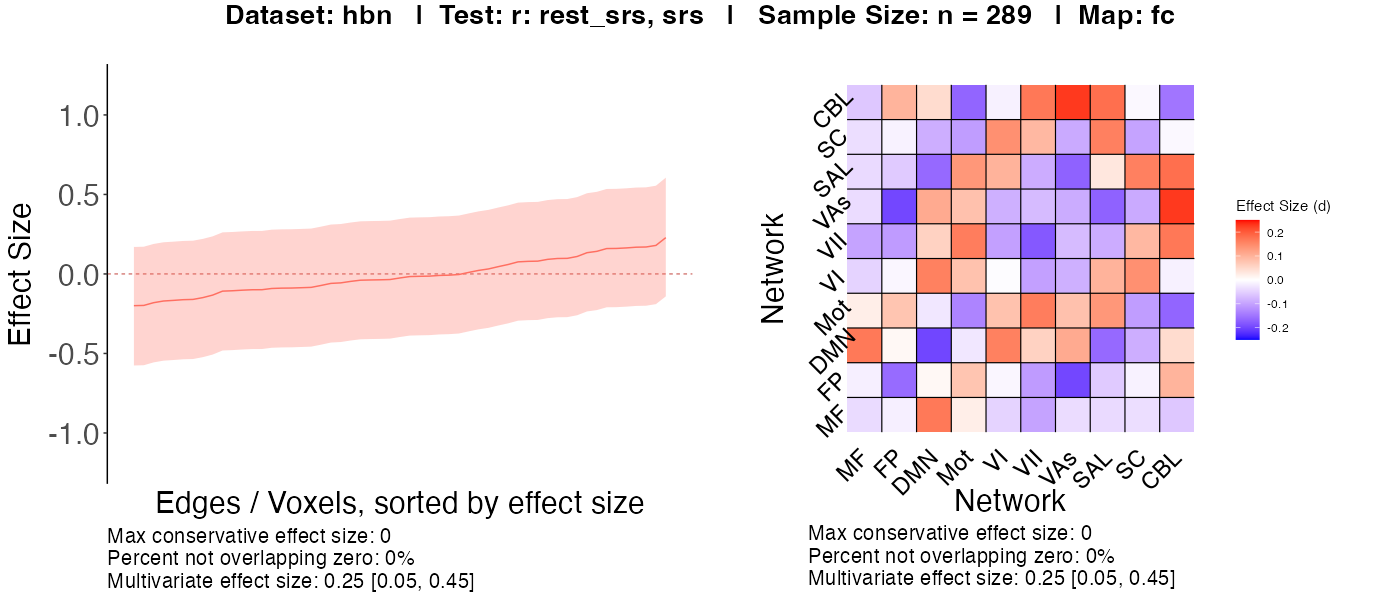 Dataset: hbn | Test: r: rest_srs, srs | Sample Size: n = 289 | Map: fc
Effect Size
1.0
0.5
0.0
-0.5
-1.0
Edges / Voxels, sorted by effect size
Max conservative effect size: 0
Percent not overlapping zero: 0%
Multivariate effect size: 0.25 [0.05, 0.45]
Network
CBL
SC
SAL
VAs
VII
VI
Mot
DMN
FP
MF
MF
FP
DMN
Mot
VI
VII
VAs
SAL
SC
CBL
Network
Max conservative effect size: 0
Percent not overlapping zero: 0%
Multivariate effect size: 0.25 [0.05, 0.45]
Effect Size (d)
0.2
0.1
0.0
-0.1
-0.2